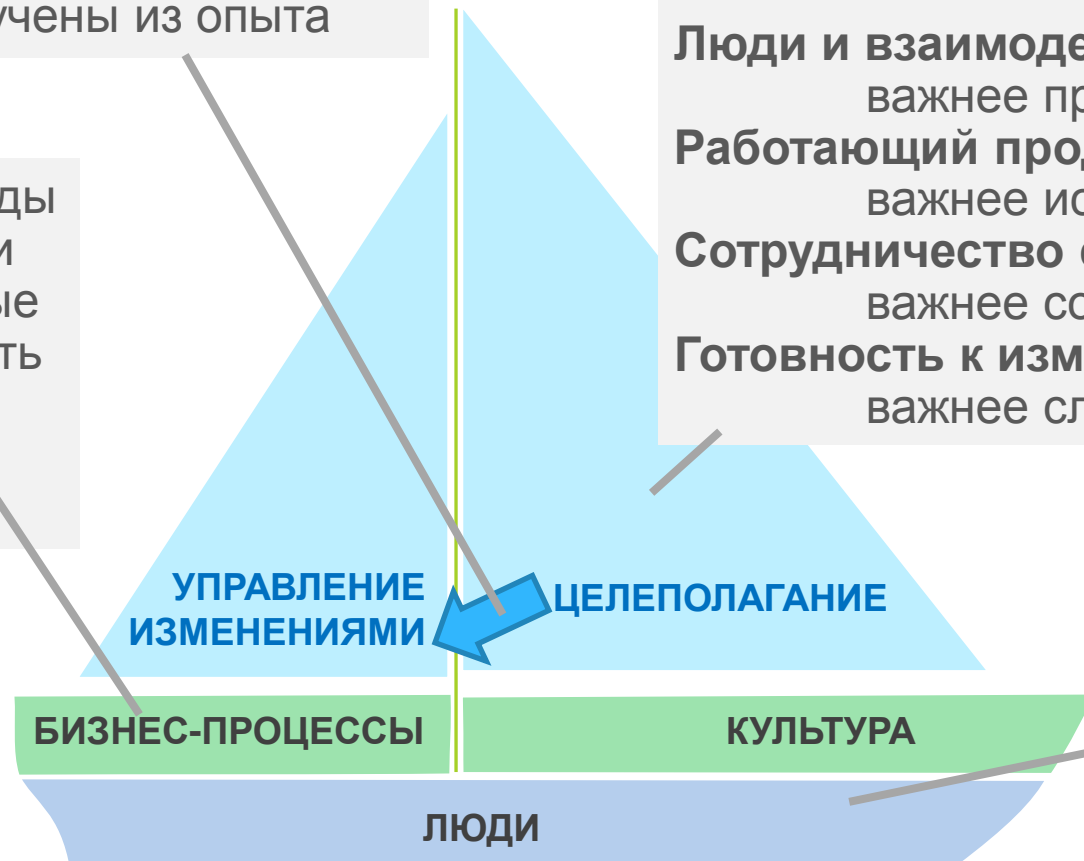 учены из опыта
Люди и взаимоде
важнее пр
Работающий прод
важнее ис
Сотрудничество
важнее со
Готовность к изм
важнее сл
ды
и
ые
ть
УПРАВЛЕНИЕ
ИЗМЕНЕНИЯМИ
ЦЕЛЕПОЛАГАНИЕ
БИЗНЕС-ПРОЦЕССЫ
КУЛЬТУРА
ЛЮДИ